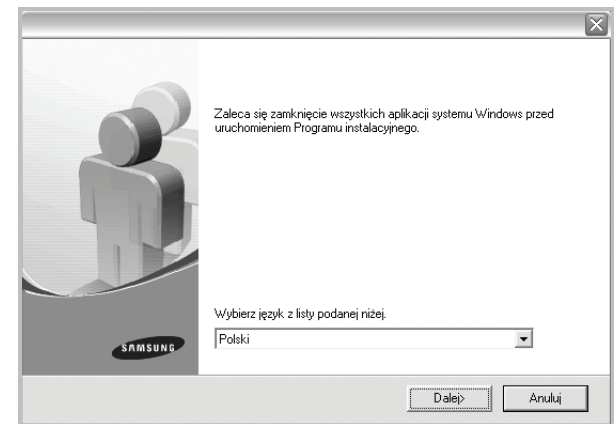 Zaleca się zamknięcie wszystkich aplikacji systemu Windows przed
uruchomieniem Programu instalacyjnego.
Wybierz język z listy podanej niżej.
Polski
SAMSUNG
Dalej>
Anuluj